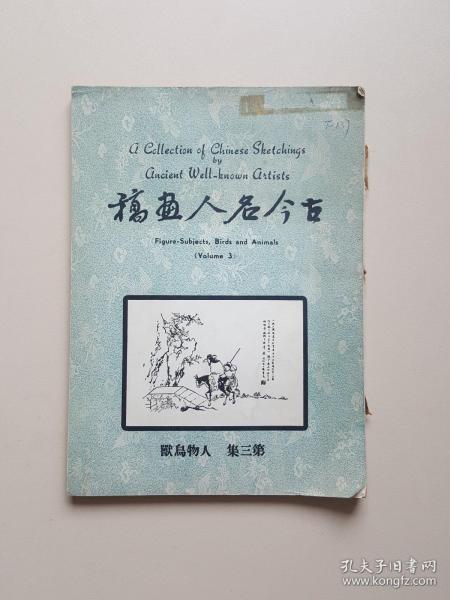 A Collection of Chinese Sketchings
by
Ancient Well-known Artists
古今名人画稿
Figure-Subjects, Birds and Animals
(Volume 3)
第三集 人物鳥獸
孔夫子旧书网
www.kongfz.com